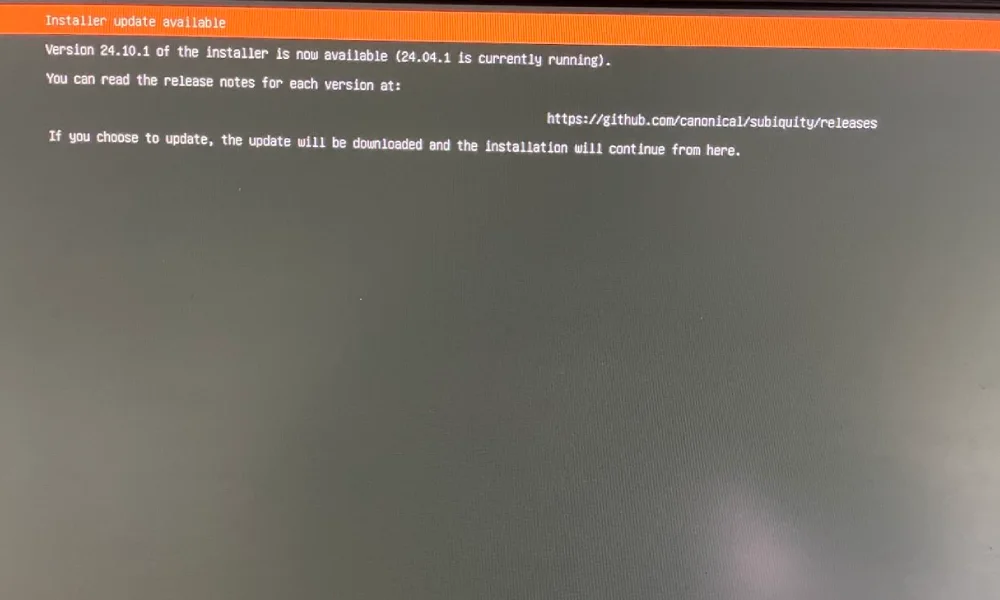 Installer update available
Version 24.10.1 of the installer is now available (24.04.1 is currently running).
You can read the release notes for each version at:
https://github.com/canonical/subiquity/releases
If you choose to update, the update will be downloaded and the installation will continue from here.